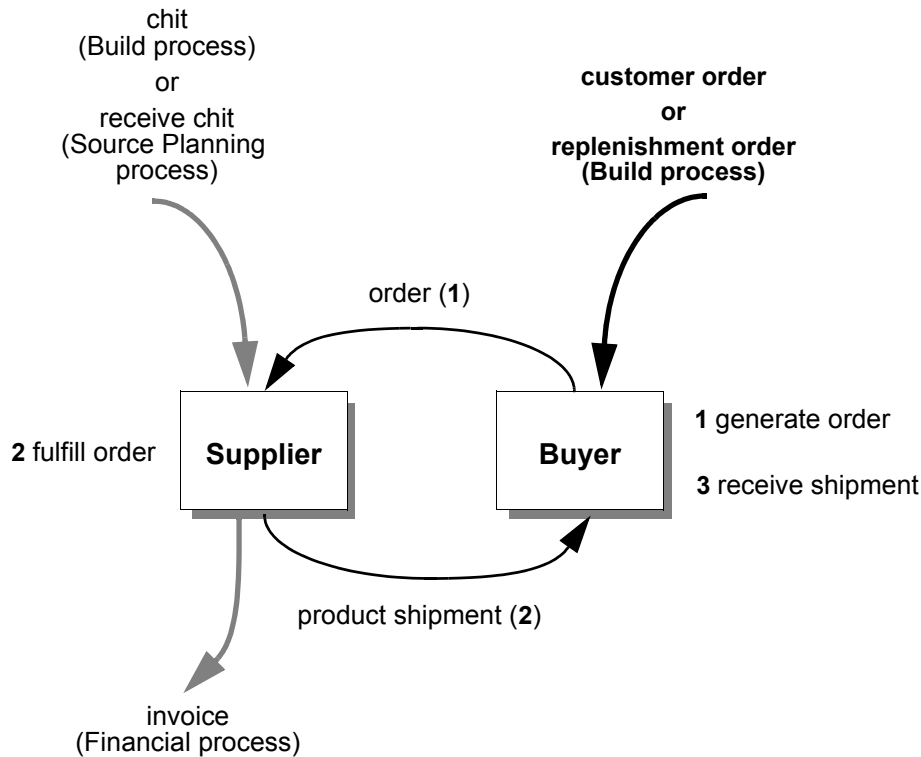 chit
(Build process)
or
receive chit
(Source Planning
process)
customer order
or
replenishment order
(Build process)
order (1)
2 fulfill order
Supplier
Buyer
1 generate order
3 receive shipment
product shipment (2)
invoice
(Financial process)